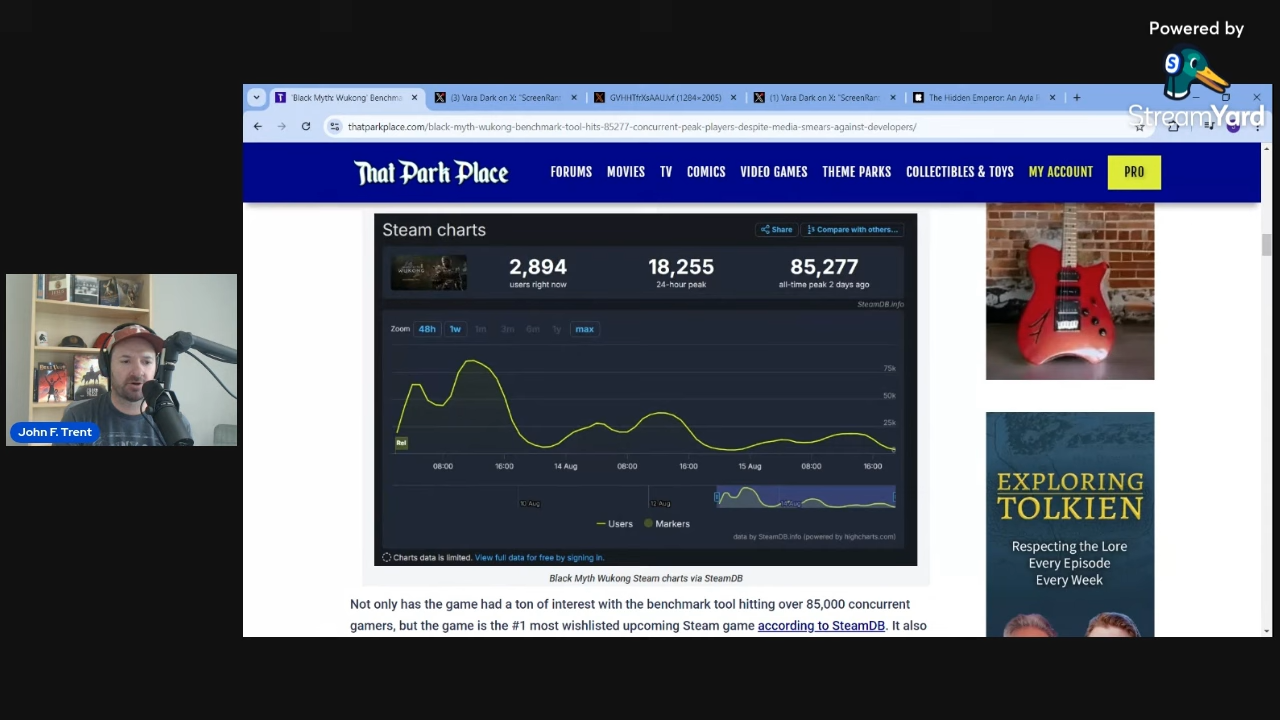 Powered by
StreamYard
'Black Myth: Wukong' Benchma
(3) Vara Dark on X: "ScreenRan
GVHHTfrXsAAUJvf (1284×2005)
(1) Vara Dark on X: "ScreenRan
The Hidden Emperor: An Ayla R
thatparkplace.com/black-myth-wukong-benchmark-tool-hits-85277-concurrent-peak-players-despite-media-smears-against-developers/
That Park Place
FORUMS MOVIES TV COMICS VIDEO GAMES THEME PARKS COLLECTIBLES & TOYS MY ACCOUNT PRO
Steam charts
Share
Compare with others...
2,894 18,255 85,277
users right now 24-hour peak all-time peak 2 days ago
SteamDB.info
Zoom 48h 1w 1m 3m 6m 1y max
75k
50k
25k
0
Rel
08:00 16:00 14 Aug 08:00 16:00 15 Aug 08:00 16:00
10 Aug 12 Aug
Users Markers
data by SteamDB.info (powered by highcharts.com)
Charts data is limited. View full data for free by signing in.
Black Myth Wukong Steam charts via SteamDB
Not only has the game had a ton of interest with the benchmark tool hitting over 85,000 concurrent
gamers, but the game is the #1 most wishlisted upcoming Steam game according to SteamDB. It also
EXPLORING
TOLKIEN
Respecting the Lore
Every Episode
Every Week
John F. Trent